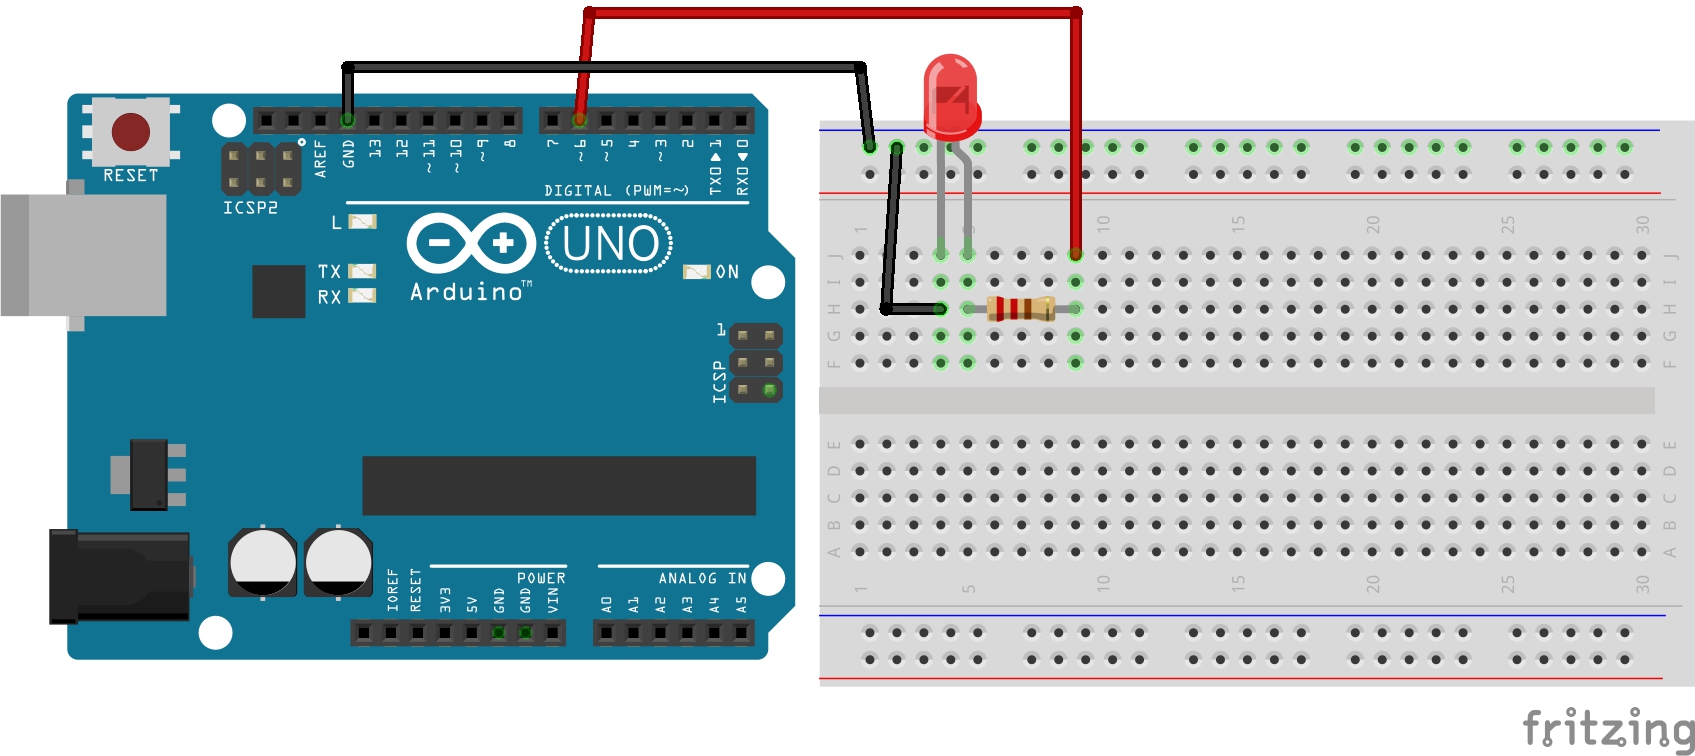 RESET
ICSP2
AREF
GND
13
12
~11
~10
~9
8
7
~6
~5
4
~3
2
TX0▶1
RX0◀0
DIGITAL (PWM=~)
L
TX
RX
UNO
Arduino™
ON
1
ICSP
IOREF
RESET
3V3
5V
GND
GND
VIN
POWER
ANALOG IN
A0
A1
A2
A3
A4
A5
1 10 15 20 25 30
J J
I I
H H
G G
F F
E E
D D
C C
B B
A A
1 5 10 15 20 25 30
fritzing